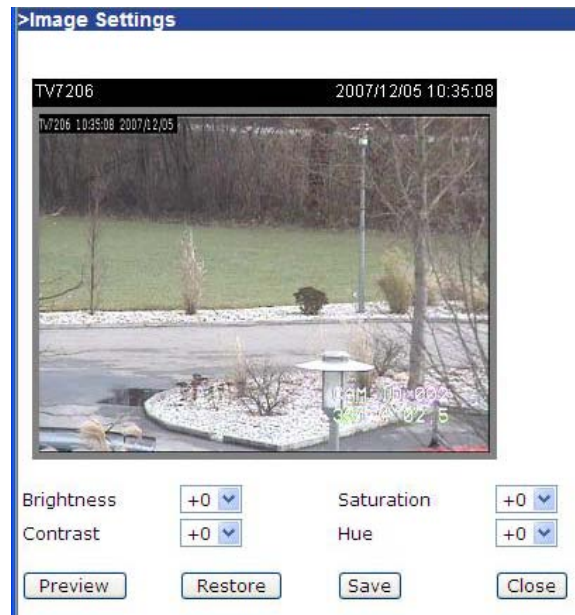 >Image Settings
TV7206 2007/12/05 10:35:08
TV7206 10:35:08 2007/12/05
Brightness +0 Saturation +0
Contrast +0 Hue +0
Preview Restore Save Close